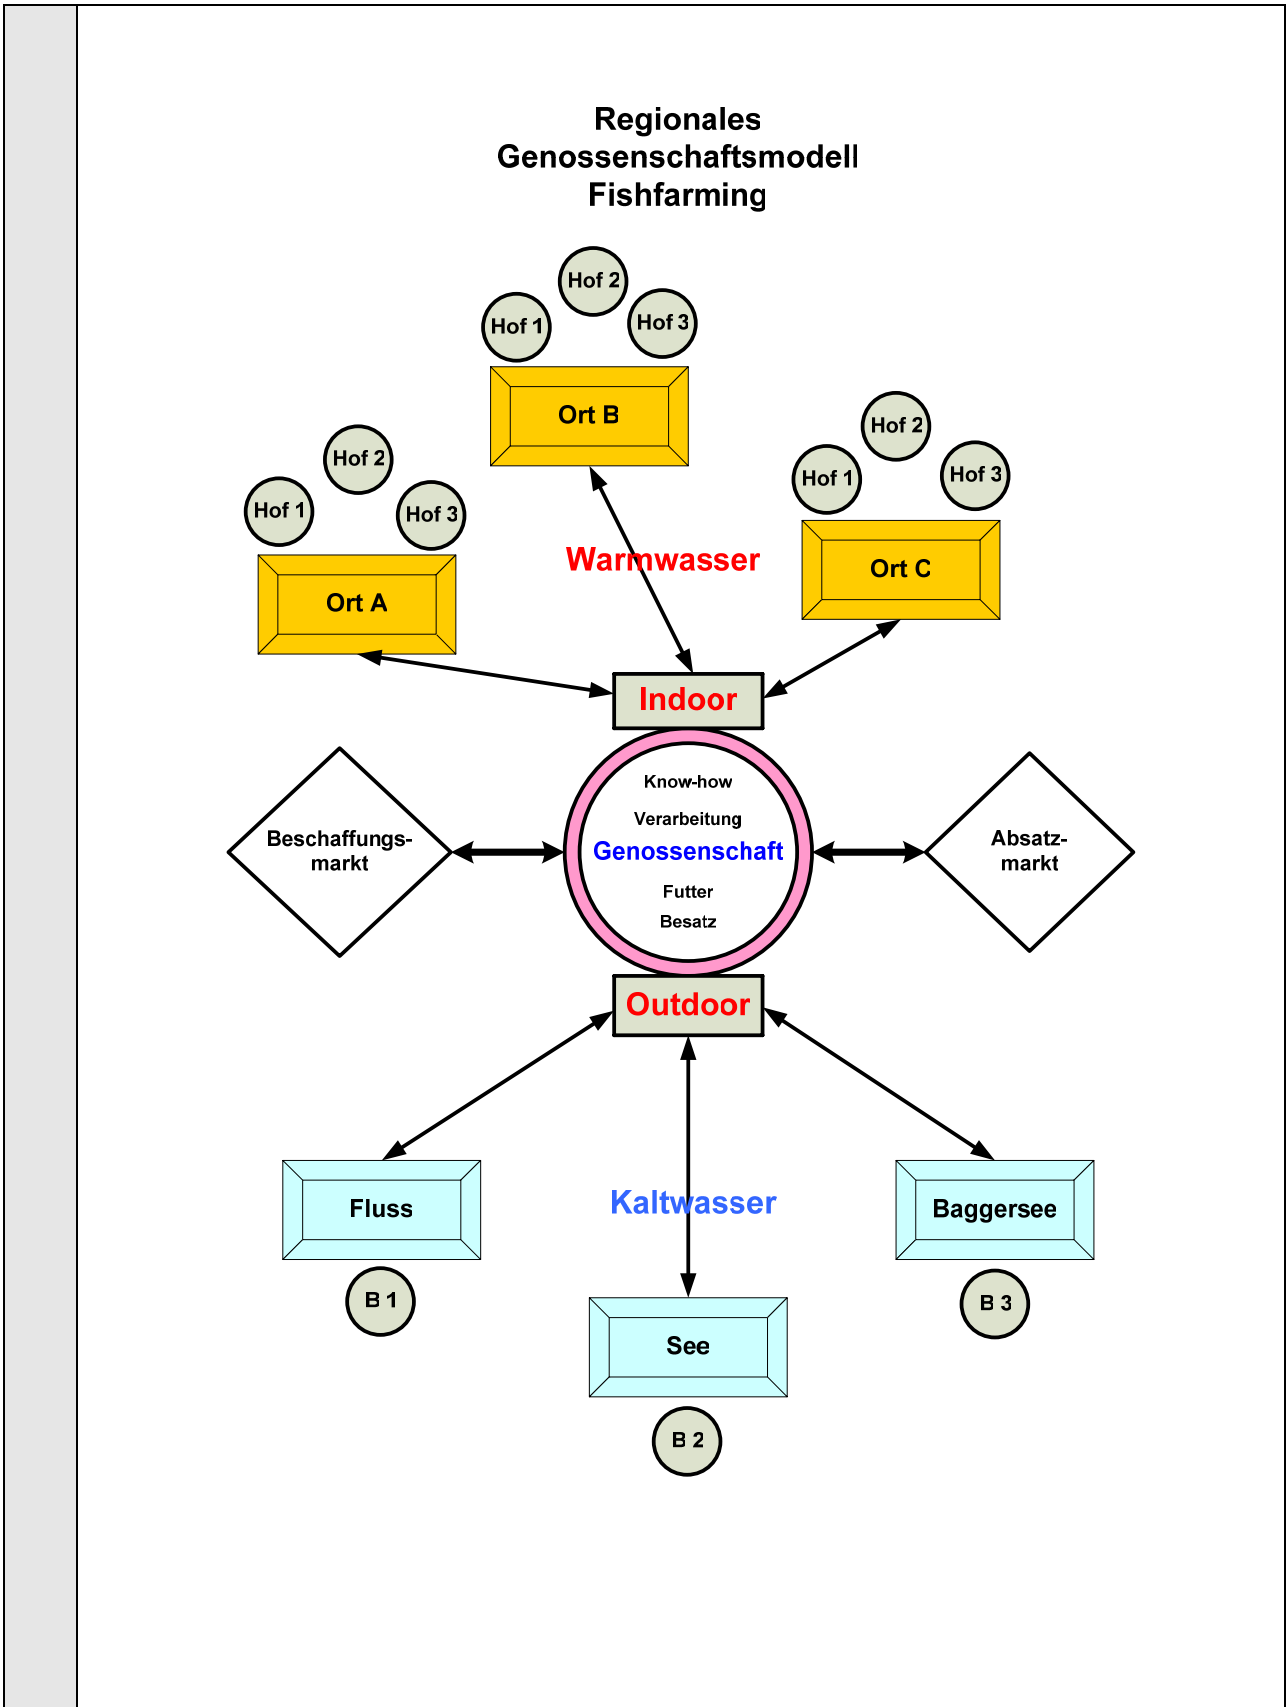 Regionales
Genossenschaftsmodell
Fishfarming
Hof 2
Hof 1
Hof 3
Ort B
Hof 2
Hof 1
Hof 3
Ort C
Hof 2
Hof 1
Hof 3
Ort A
Warmwasser
Indoor
Know-how
Verarbeitung
Genossenschaft
Futter
Besatz
Beschaffungs-
markt
Absatz-
markt
Outdoor
Kaltwasser
Fluss
B 1
See
B 2
Baggersee
B 3